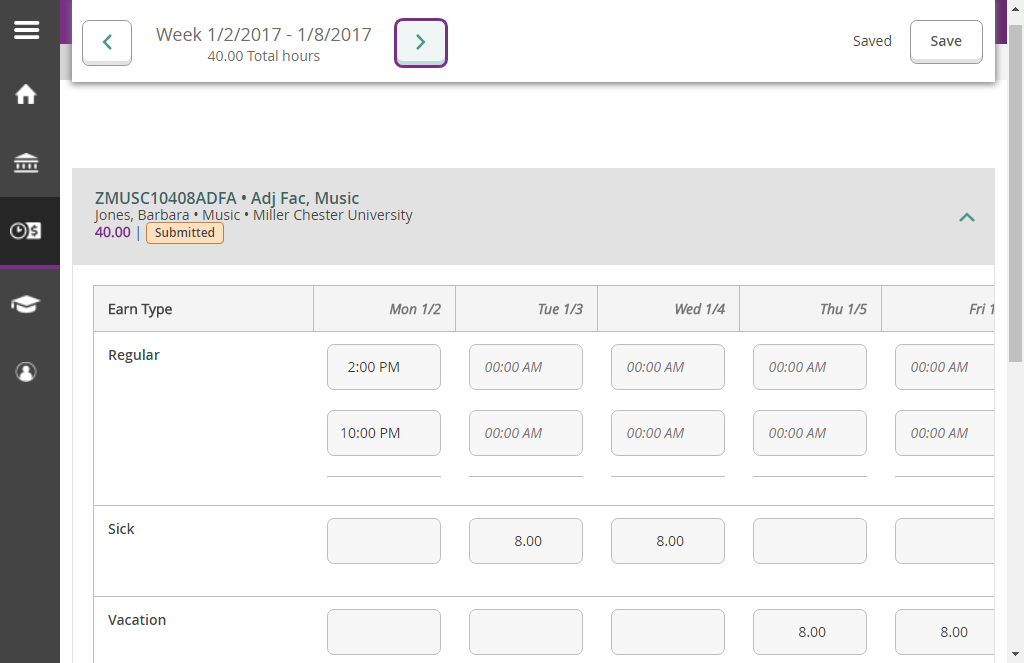 Week 1/2/2017 - 1/8/2017
40.00 Total hours
Saved
Save
ZMUSC10408ADFA • Adj Fac, Music
Jones, Barbara • Music • Miller Chester University
40.00 | Submitted
Earn Type Mon 1/2 Tue 1/3 Wed 1/4 Thu 1/5 Fri 1
Regular
2:00 PM 00:00 AM 00:00 AM 00:00 AM 00:00 AM
10:00 PM 00:00 AM 00:00 AM 00:00 AM 00:00 AM
Sick
8.00 8.00
Vacation
8.00 8.00